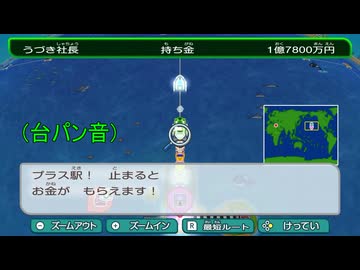 うづき社長 持ち金 1億7800万円
(台パン音)
プラス駅! 止まると
お金が もらえます!
ズームアウト ズームイン R 最短ルート けってい